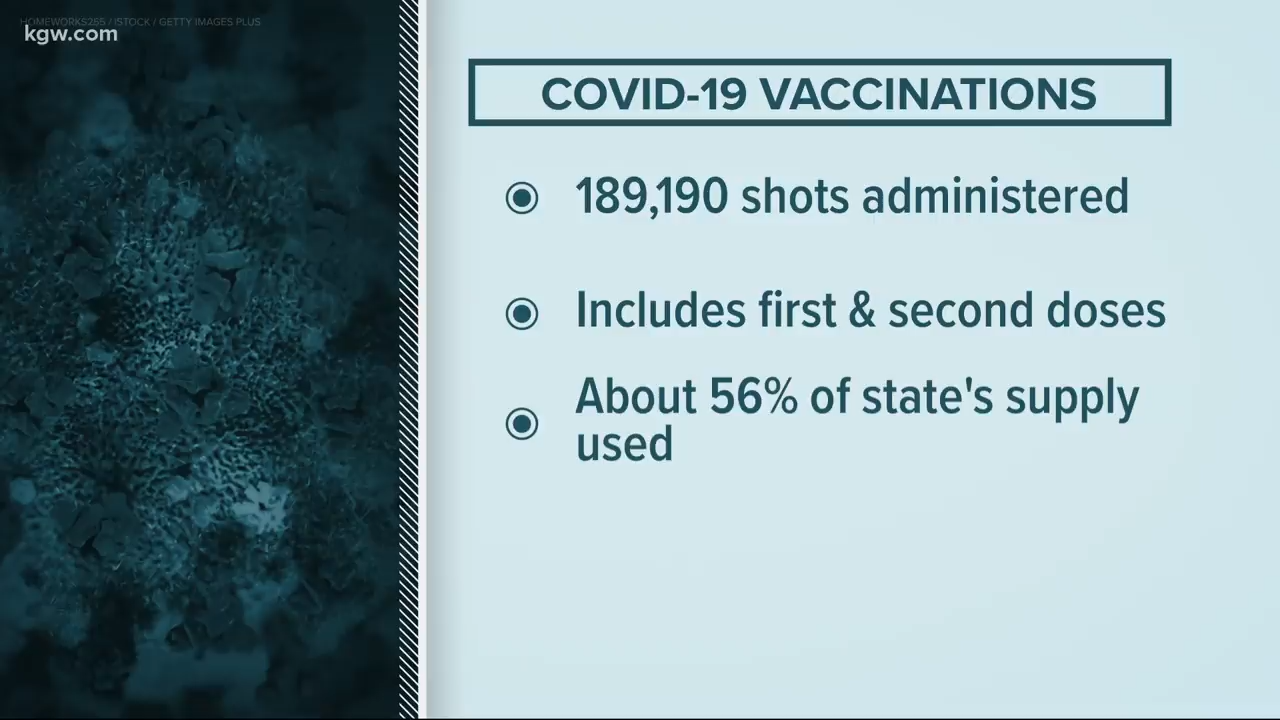 HOMEWORKS255 / ISTOCK / GETTY IMAGES PLUS
kgw.com
COVID-19 VACCINATIONS
189,190 shots administered
Includes first & second doses
About 56% of state's supply
used